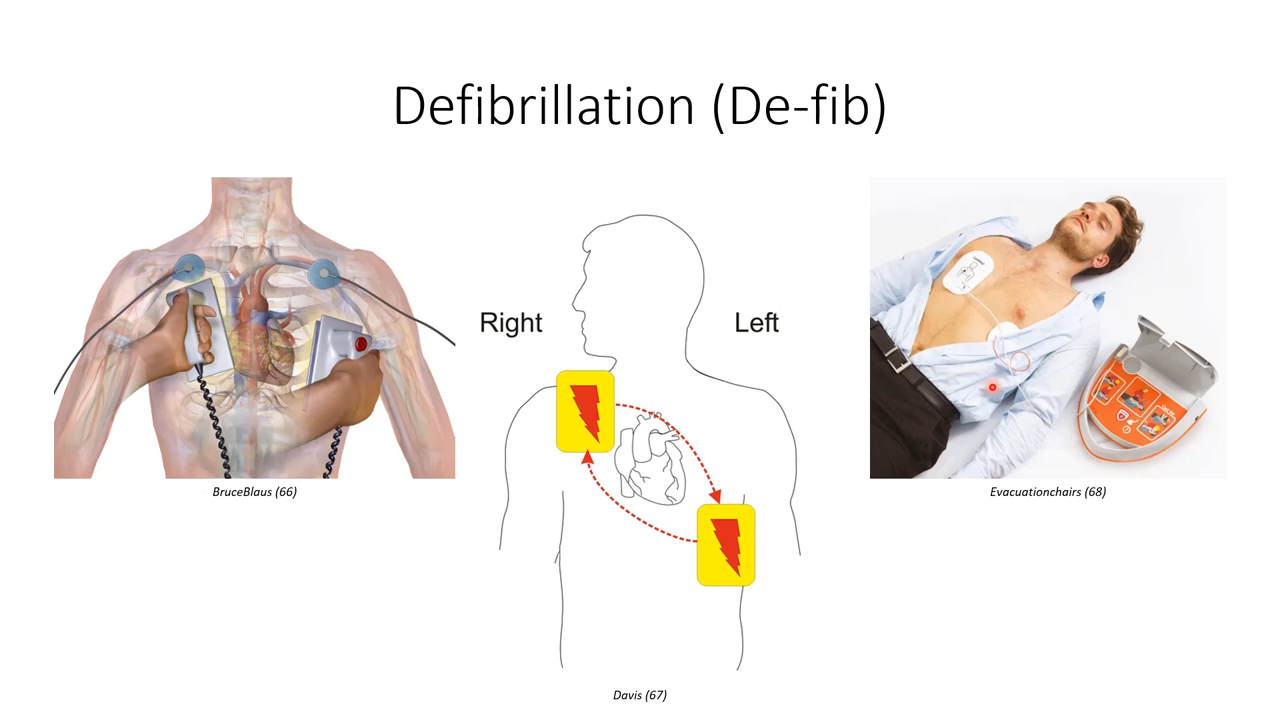 Defibrillation (De-fib)
Right
Left
BruceBlaus (66)
Evacuationchairs (68)
Davis (67)